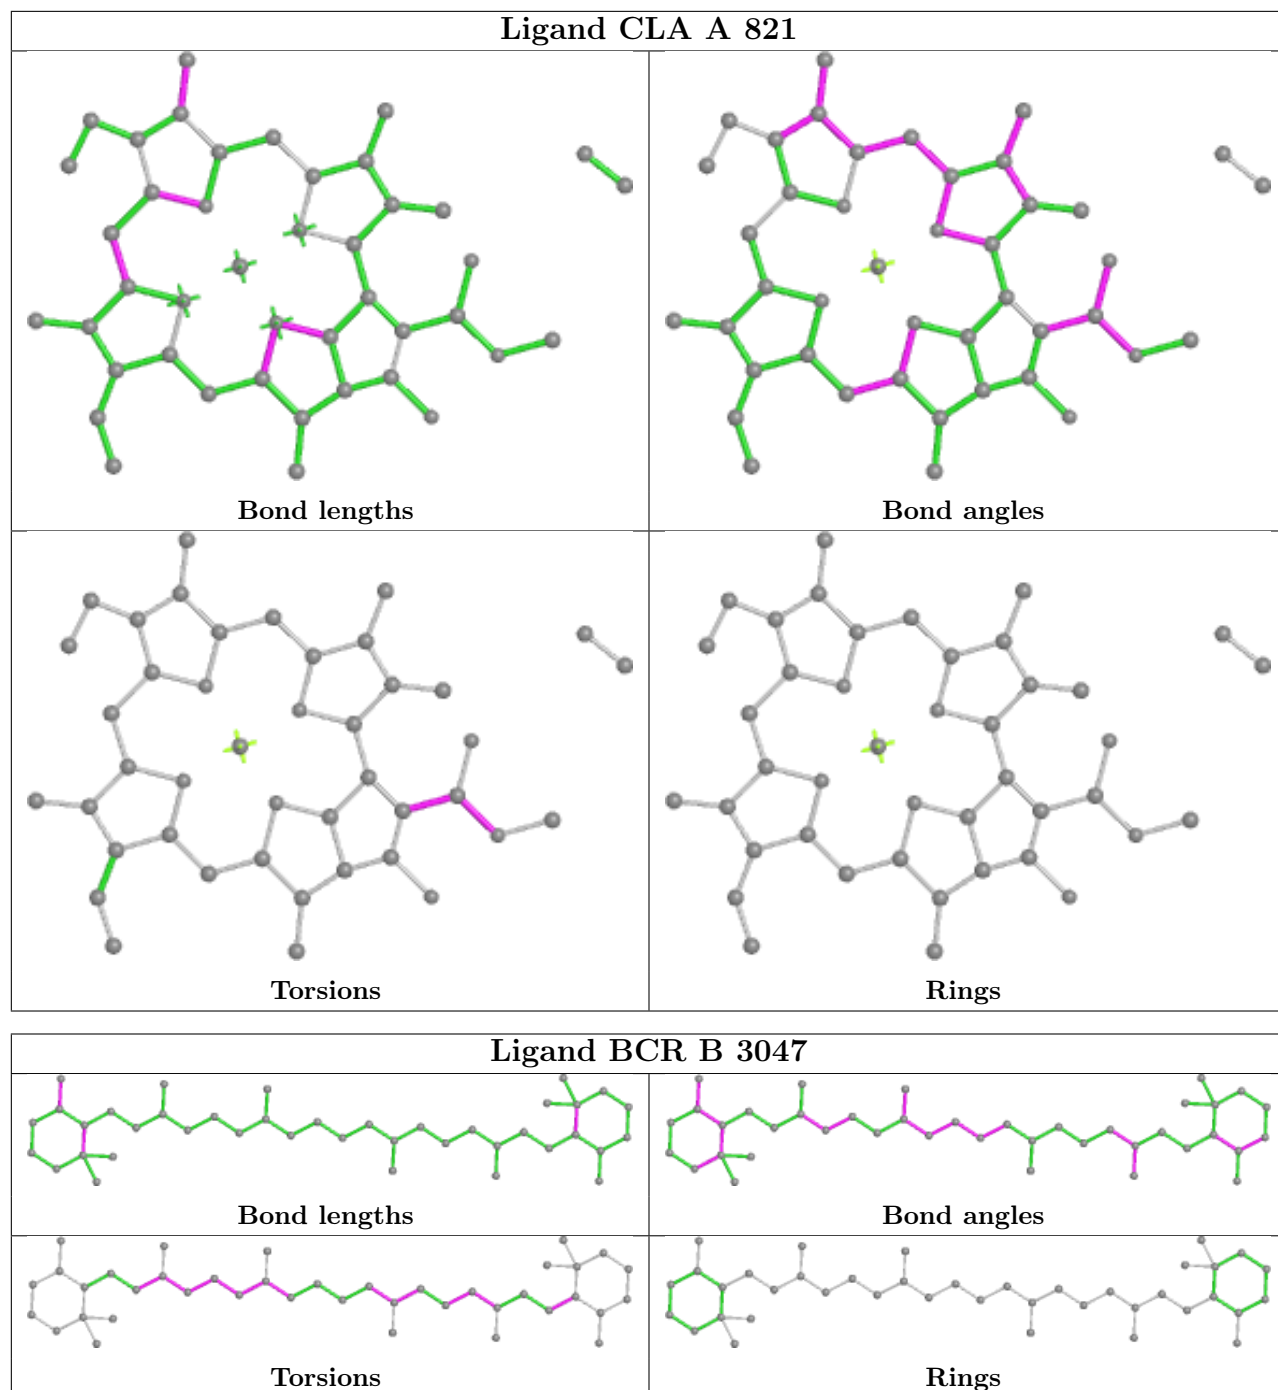 Ligand CLA A 821
Bond lengths
Bond angles
Torsions
Rings
Ligand BCR B 3047
Bond lengths
Bond angles
Torsions
Rings